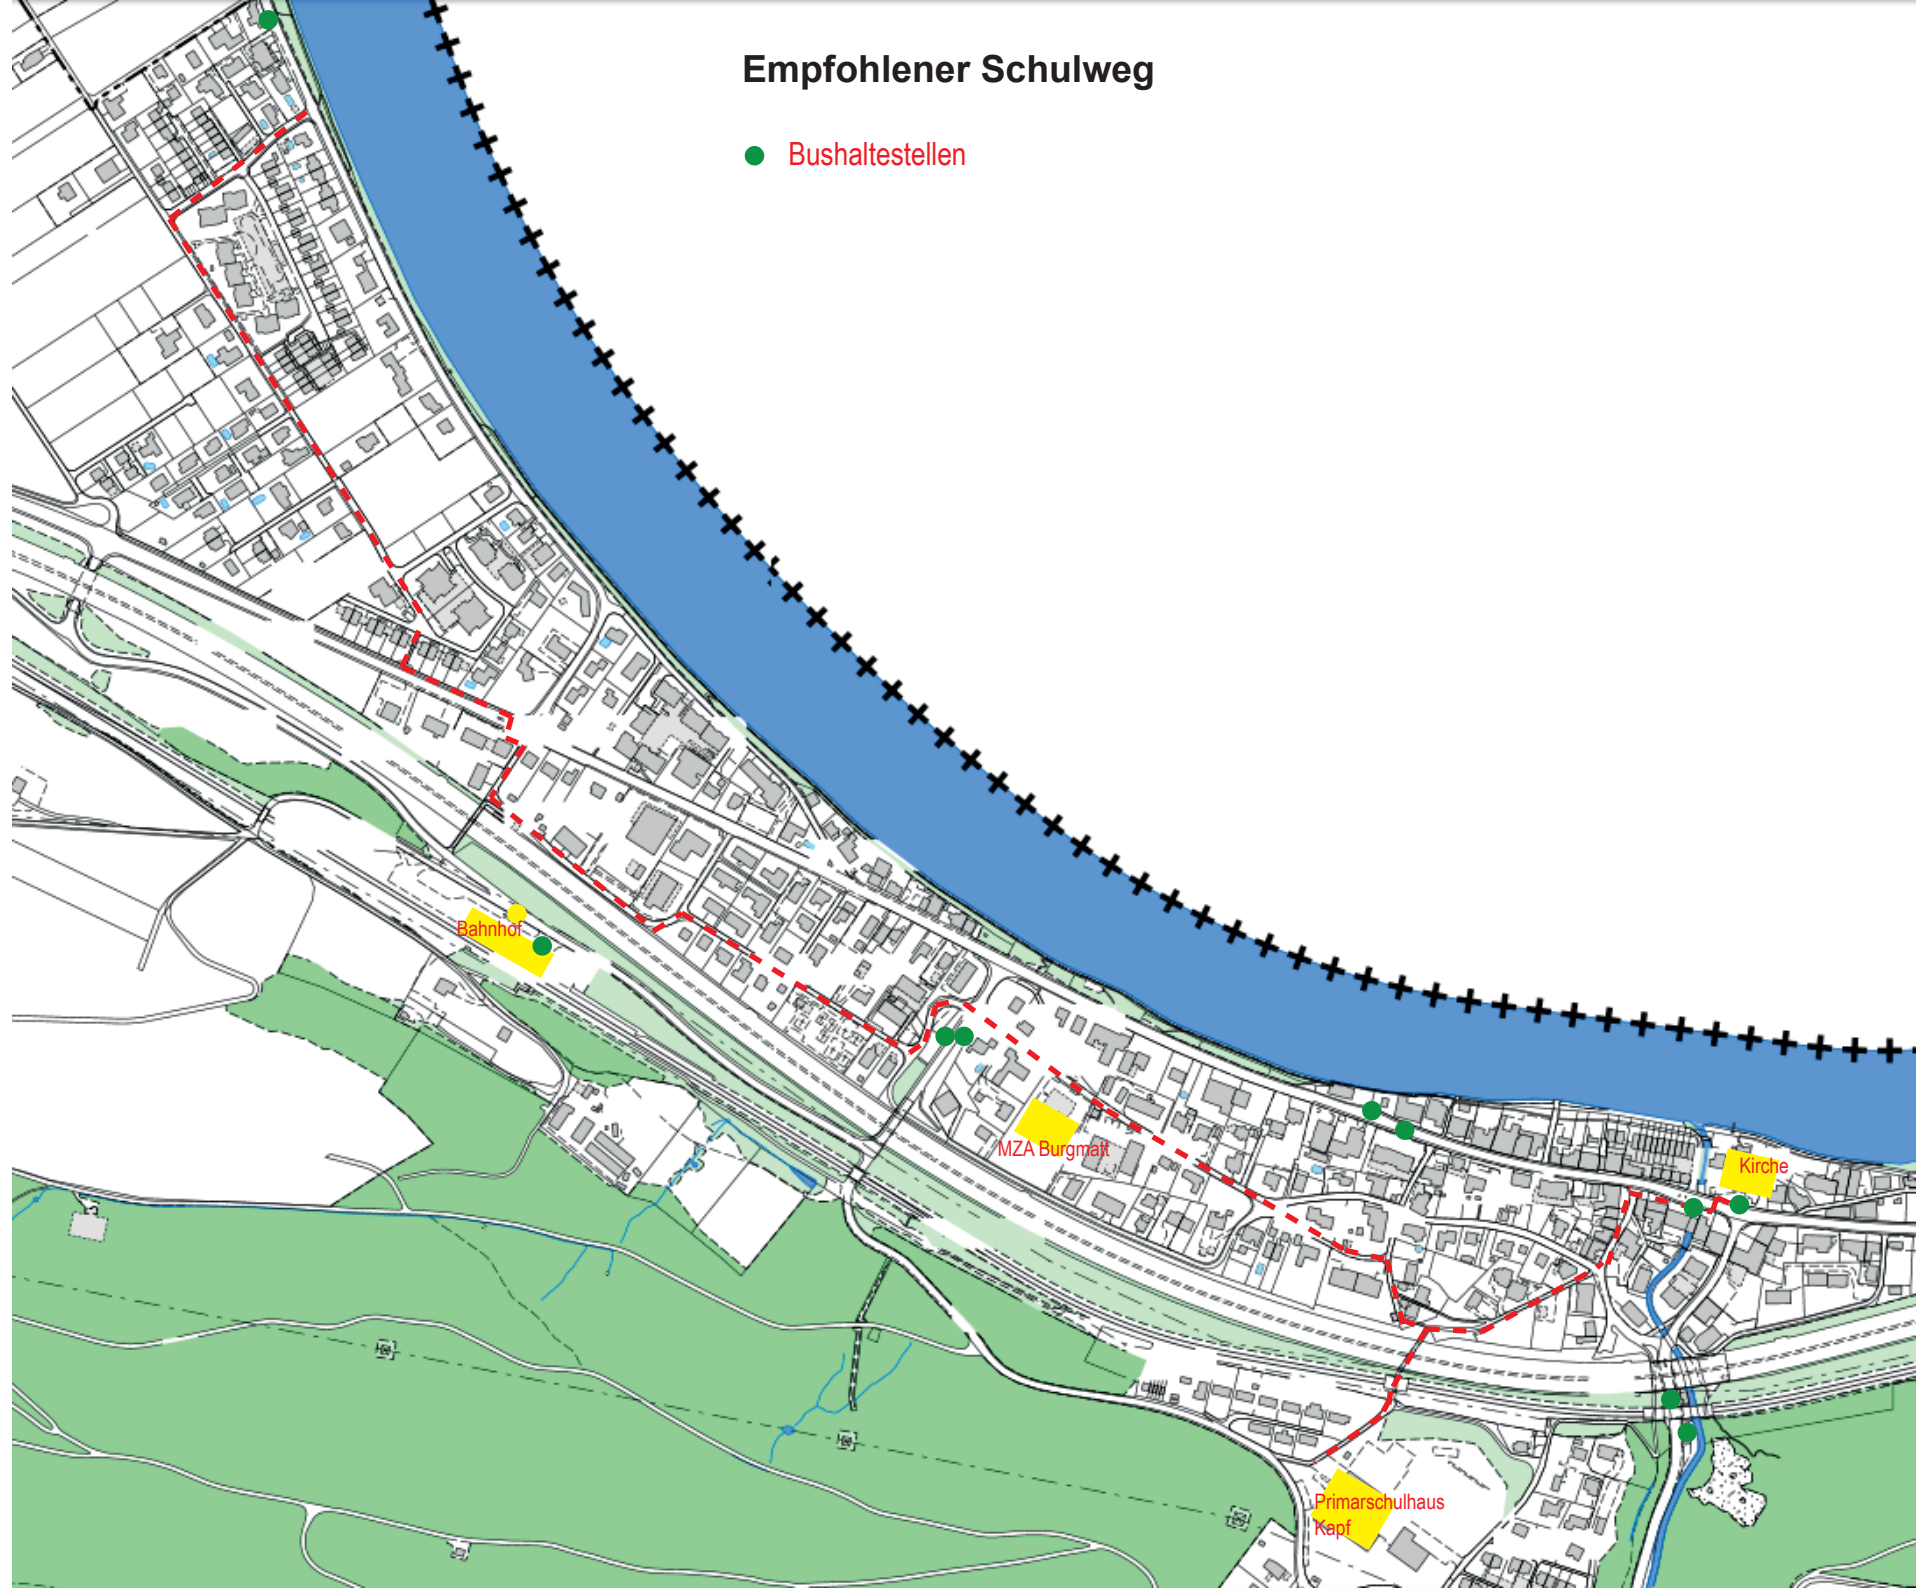 Empfohlener Schulweg
Bushaltestellen
Bahnhof
MZA Burgmatt
Kirche
Primarschulhaus
Kapf